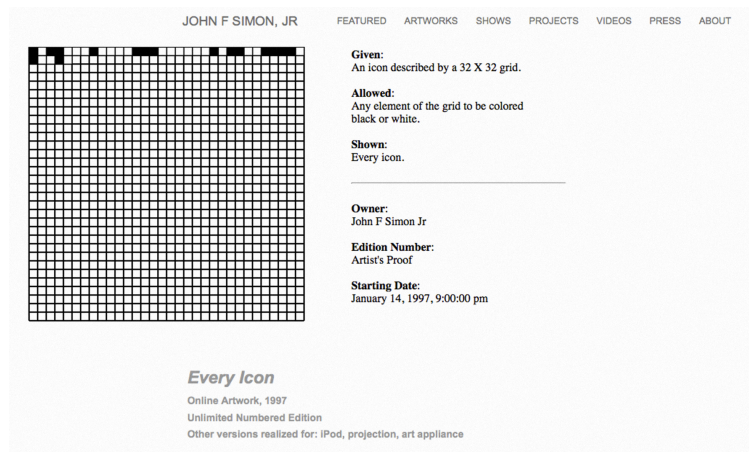 JOHN F SIMON, JR
FEATURED ARTWORKS SHOWS PROJECTS VIDEOS PRESS ABOUT
Given:
An icon described by a 32 X 32 grid.
Allowed:
Any element of the grid to be colored
black or white.
Shown:
Every icon.
Owner:
John F Simon Jr
Edition Number:
Artist's Proof
Starting Date:
January 14, 1997, 9:00:00 pm
Every Icon
Online Artwork, 1997
Unlimited Numbered Edition
Other versions realized for: iPod, projection, art appliance